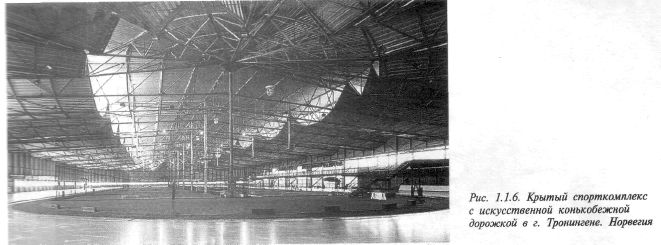 Рис. 1.1.6. Крытый спорткомплекс
с искусственной конькобежной
дорожкой в г. Тронингене. Норвегия